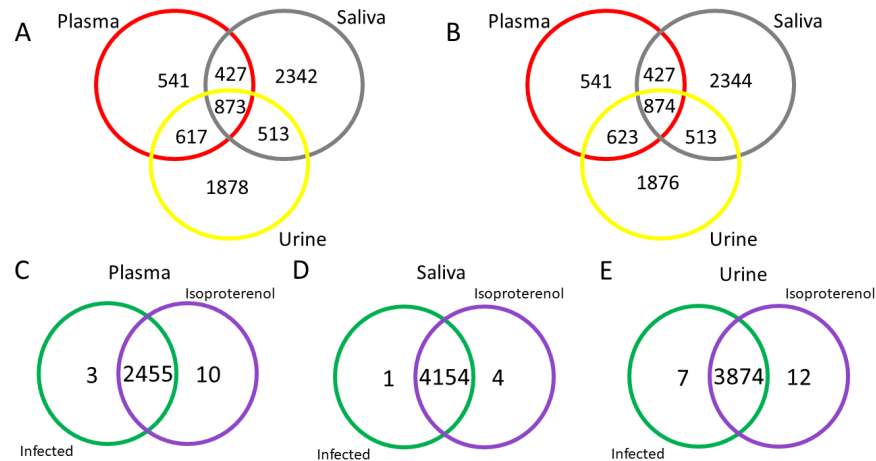 A
Plasma
Saliva
541
427
2342
873
617
513
1878
Urine
B
Plasma
Saliva
541
427
2344
874
623
513
1876
Urine
C
Plasma
Isoproterenol
3
2455
10
Infected
D
Saliva
Isoproterenol
1
4154
4
Infected
E
Urine
Isoproterenol
7
3874
12
Infected